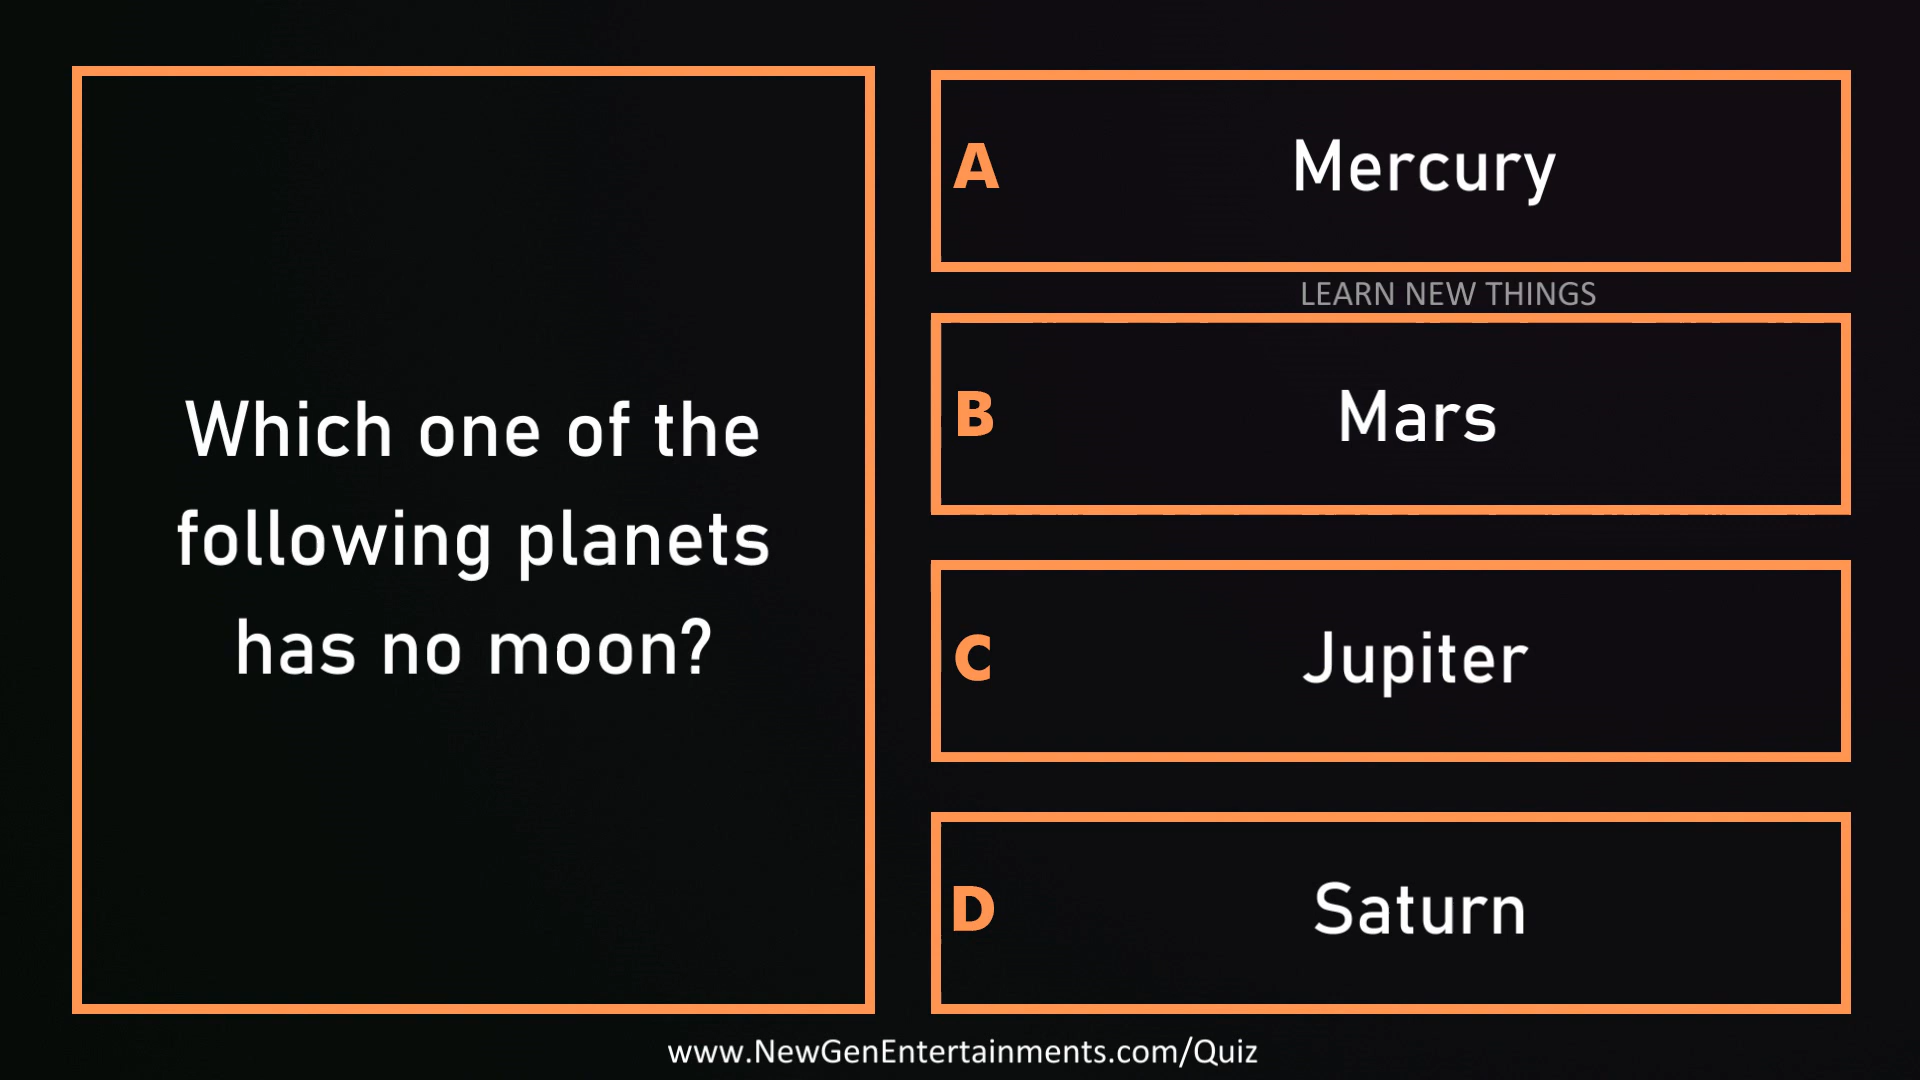 Which one of the
following planets
has no moon?
A Mercury
LEARN NEW THINGS
B Mars
C Jupiter
D Saturn
www.NewGenEntertainments.com/Quiz